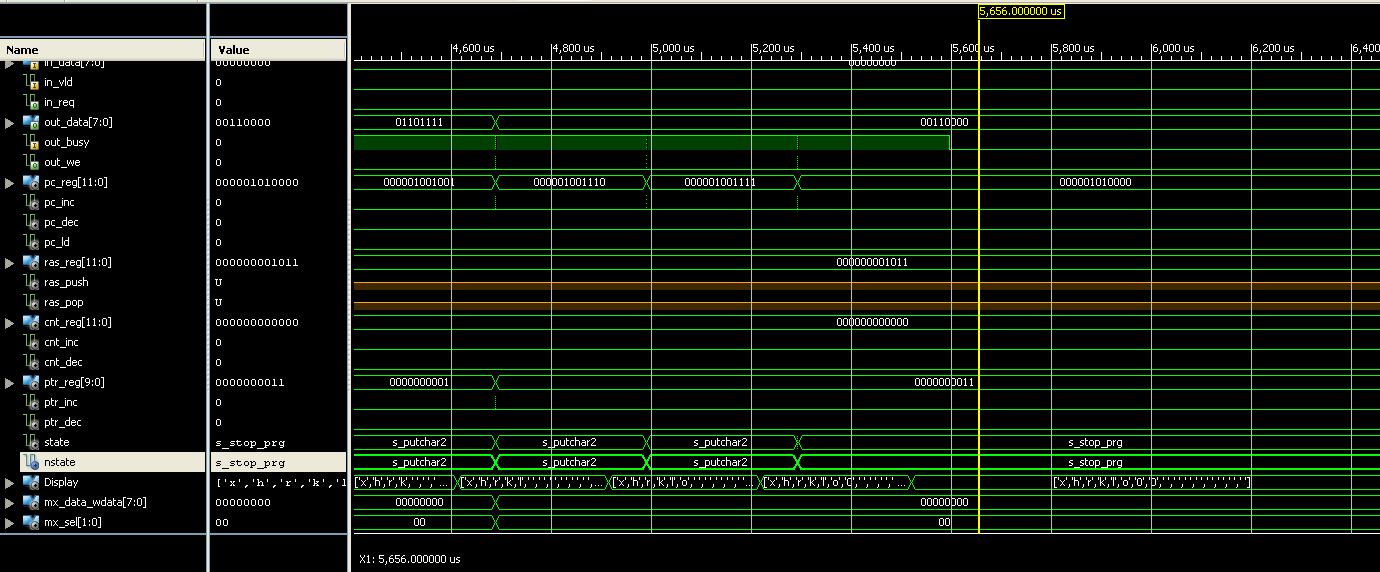 5,656.000000 us
Name Value
4,600 us 4,800 us 5,000 us 5,200 us 5,400 us 5,600 us 5,800 us 6,000 us 6,200 us 6,400
in_data[7:0] 00000000 00000000
in_vld 0
in_req 0
out_data[7:0] 00110000 01101111 00110000
out_busy 0
out_we 0
pc_reg[11:0] 000001010000 000001001001 000001001110 000001001111 000001010000
pc_inc 0
pc_dec 0
pc_ld 0
ras_reg[11:0] 000000001011 000000001011
ras_push U
ras_pop U
cnt_reg[11:0] 000000000000 000000000000
cnt_inc 0
cnt_dec 0
ptr_reg[9:0] 0000000011 0000000001 0000000011
ptr_inc 0
ptr_dec 0
state s_stop_prg s_putchar2 s_putchar2 s_putchar2 s_stop_prg
nstate s_stop_prg s_putchar2 s_putchar2 s_putchar2 s_stop_prg
Display ['x','h','r','k','l
mx_data_wdata[7:0] 00000000 00000000 00000000
mx_sel[1:0] 00 00 00
X1: 5,656.000000 us